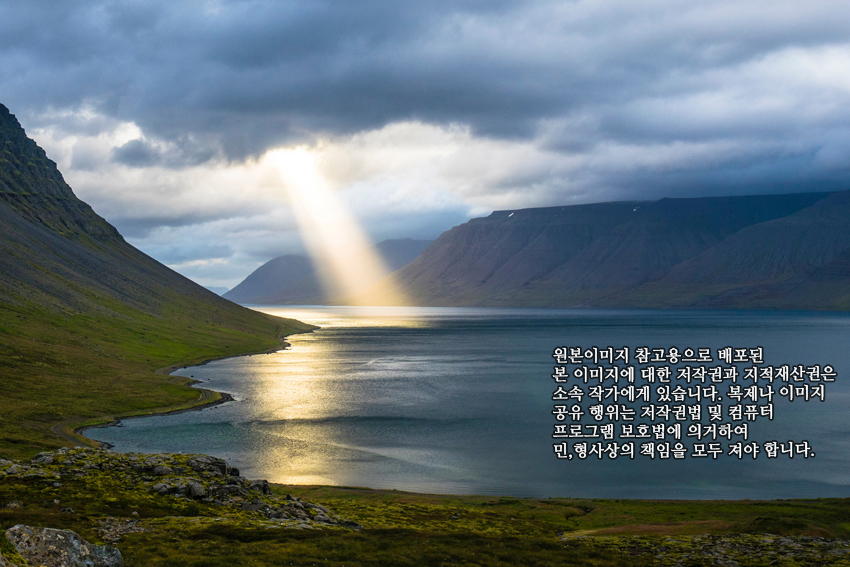 원본이미지 참고용으로 배포된
본 이미지에 대한 저작권과 지적재산권은
소속 작가에게 있습니다. 복제나 이미지
공유 행위는 저작권법 및 컴퓨터
프로그램 보호법에 의거하여
민,형사상의 책임을 모두 져야 합니다.